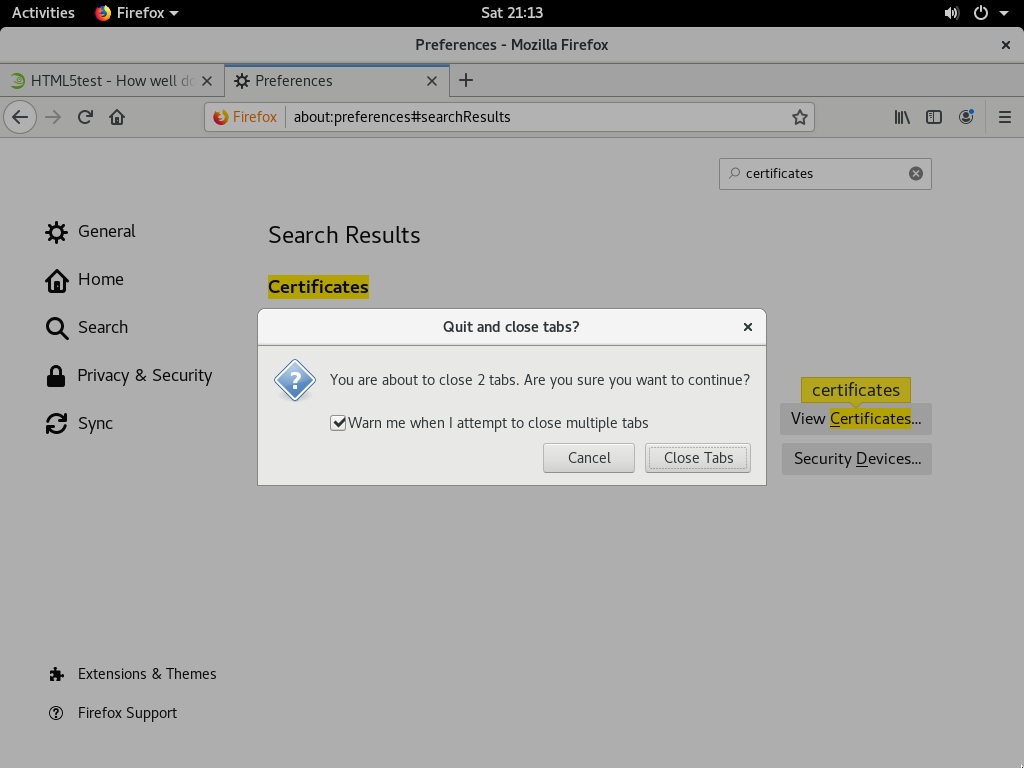 Activities Firefox Sat 21:13
Preferences - Mozilla Firefox
HTML5test - How well do Preferences
Firefox about:preferences#searchResults
certificates
General
Search Results
Home
Certificates
Search
Quit and close tabs?
Privacy & Security
You are about to close 2 tabs. Are you sure you want to continue?
certificates
Sync
Warn me when I attempt to close multiple tabs
View Certificates...
Cancel Close Tabs
Security Devices...
Extensions & Themes
Firefox Support